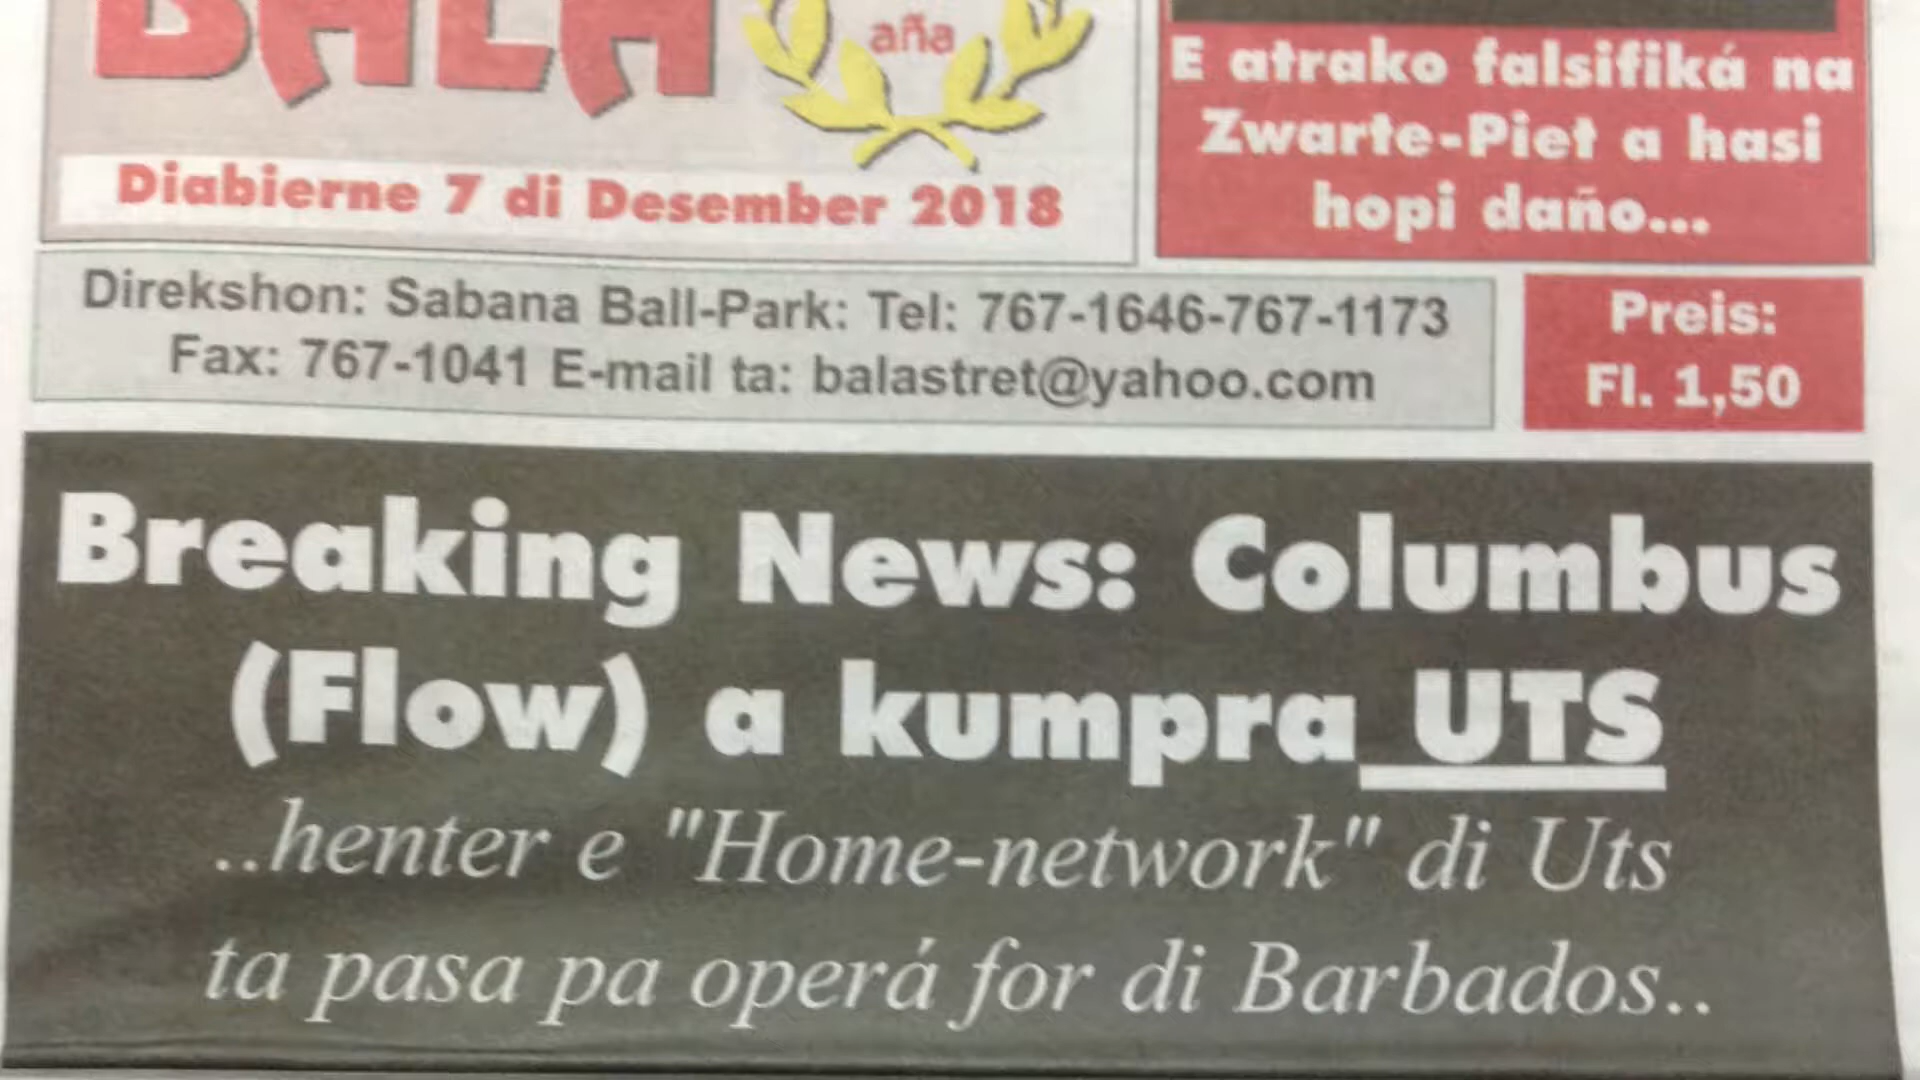 BALA
aña
Diabierne 7 di Desember 2018
E atrako falsifiká na
Zwarte-Piet a hasi
hopi daño...
Direkshon: Sabana Ball-Park: Tel: 767-1646-767-1173
Fax: 767-1041 E-mail ta: balastret@yahoo.com
Preis:
Fl. 1,50
Breaking News: Columbus
(Flow) a kumpra UTS
..henter e "Home-network" di Uts
ta pasa pa operá for di Barbados..